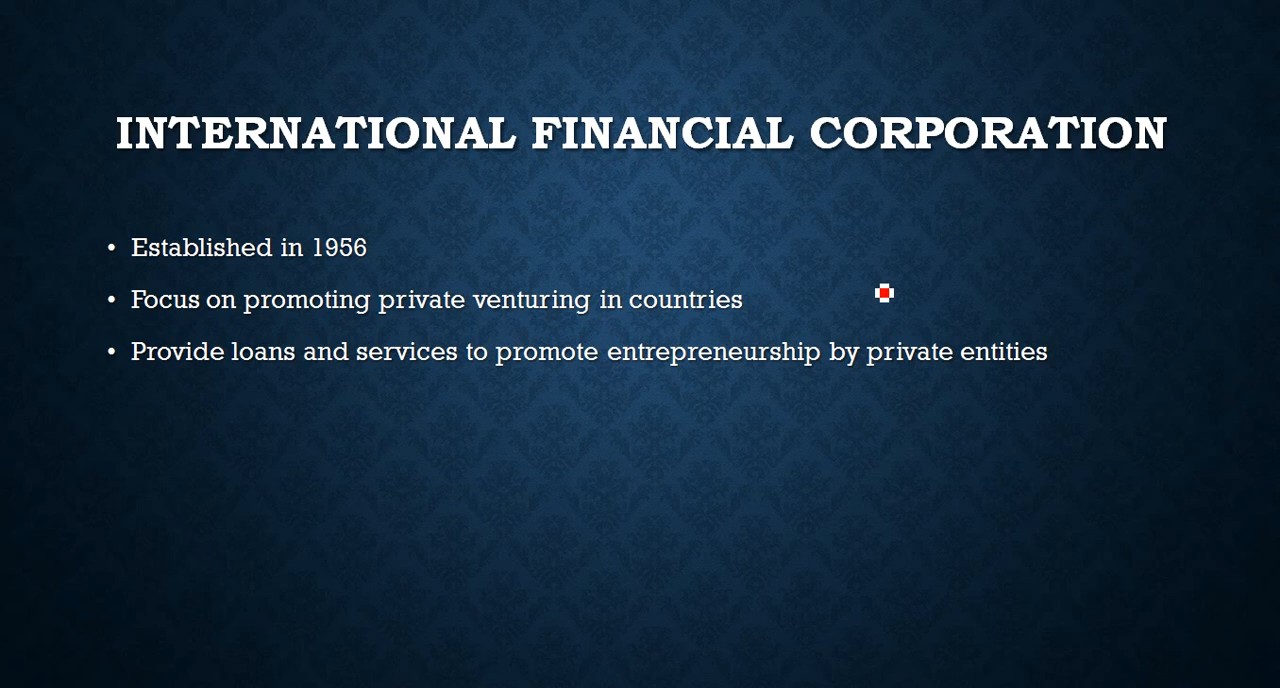 INTERNATIONAL FINANCIAL CORPORATION
• Established in 1956
• Focus on promoting private venturing in countries
• Provide loans and services to promote entrepreneurship by private entities